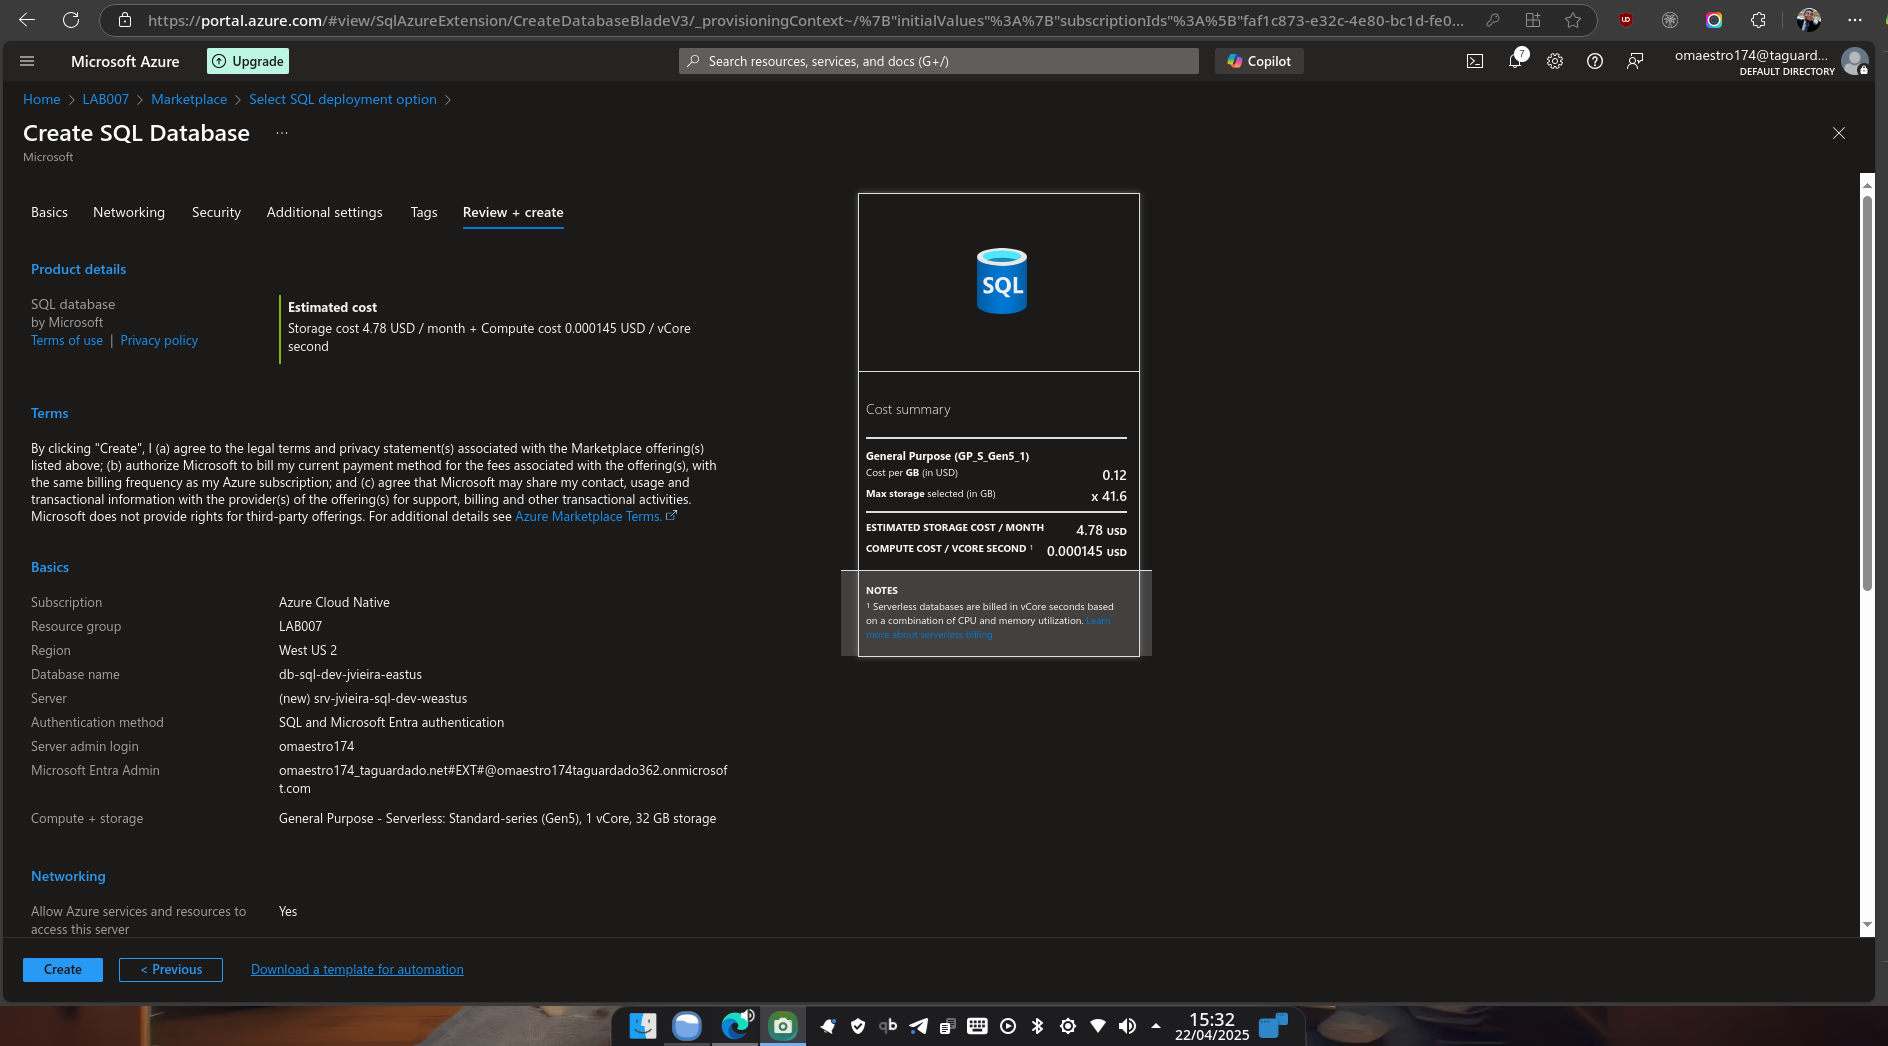 https://portal.azure.com/#view/SqlAzureExtension/CreateDatabaseBladeV3/_provisioningContext~/%7B"initialValues"%3A%7B"subscriptionIds"%3A%5B"faf1c873-e32c-4e80-bc1d-fe0...
Microsoft Azure
Upgrade
Search resources, services, and docs (G+/)
Copilot
7
omaestro174@taguard...
DEFAULT DIRECTORY
Home > LAB007 > Marketplace > Select SQL deployment option >
Create SQL Database ...
Microsoft
Basics Networking Security Additional settings Tags Review + create
Product details
SQL database
by Microsoft
Terms of use | Privacy policy
Estimated cost
Storage cost 4.78 USD / month + Compute cost 0.000145 USD / vCore
second
Terms
By clicking "Create", I (a) agree to the legal terms and privacy statement(s) associated with the Marketplace offering(s)
listed above; (b) authorize Microsoft to bill my current payment method for the fees associated with the offering(s), with
the same billing frequency as my Azure subscription; and (c) agree that Microsoft may share my contact, usage and
transactional information with the provider(s) of the offering(s) for support, billing and other transactional activities.
Microsoft does not provide rights for third-party offerings. For additional details see Azure Marketplace Terms.
Basics
Subscription Azure Cloud Native
Resource group LAB007
Region West US 2
Database name db-sql-dev-jvieira-eastus
Server (new) srv-jvieira-sql-dev-weastus
Authentication method SQL and Microsoft Entra authentication
Server admin login omaestro174
Microsoft Entra Admin omaestro174_taguardado.net#EXT#@omaestro174taguardado362.onmicrosof
t.com
Compute + storage General Purpose - Serverless: Standard-series (Gen5), 1 vCore, 32 GB storage
Networking
Allow Azure services and resources to Yes
access this server
SQL
Cost summary
General Purpose (GP_S_Gen5_1)
Cost per GB (in USD) 0.12
Max storage selected (in GB) x 41.6
ESTIMATED STORAGE COST / MONTH 4.78 USD
COMPUTE COST / VCORE SECOND ¹ 0.000145 USD
NOTES
¹ Serverless databases are billed in vCore seconds based
on a combination of CPU and memory utilization. Learn
more about serverless billing
Create
< Previous
Download a template for automation
qb
15:32
22/04/2025